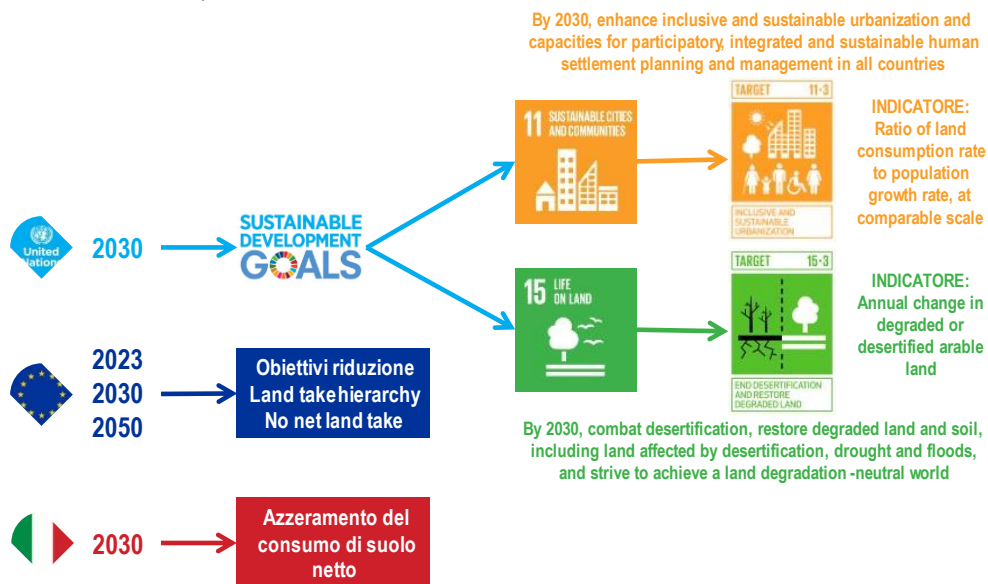 By 2030, enhance inclusive and sustainable urbanization and
capacities for participatory, integrated and sustainable human
settlement planning and management in all countries
11 SUSTAINABLE CITIES
AND COMMUNITIES
TARGET 11·3
INCLUSIVE AND
SUSTAINABLE
URBANIZATION
INDICATORE:
Ratio of land
consumption rate
to population
growth rate, at
comparable scale
United
Nations
2030
SUSTAINABLE
DEVELOPMENT
GOALS
15 LIFE
ON LAND
TARGET 15·3
END DESERTIFICATION
AND RESTORE
DEGRADED LAND
INDICATORE:
Annual change in
degraded or
desertified arable
land
2023
2030
2050
Obiettivi riduzione
Land take hierarchy
No net land take
By 2030, combat desertification, restore degraded land and soil,
including land affected by desertification, drought and floods,
and strive to achieve a land degradation -neutral world
2030
Azzeramento del
consumo di suolo
netto